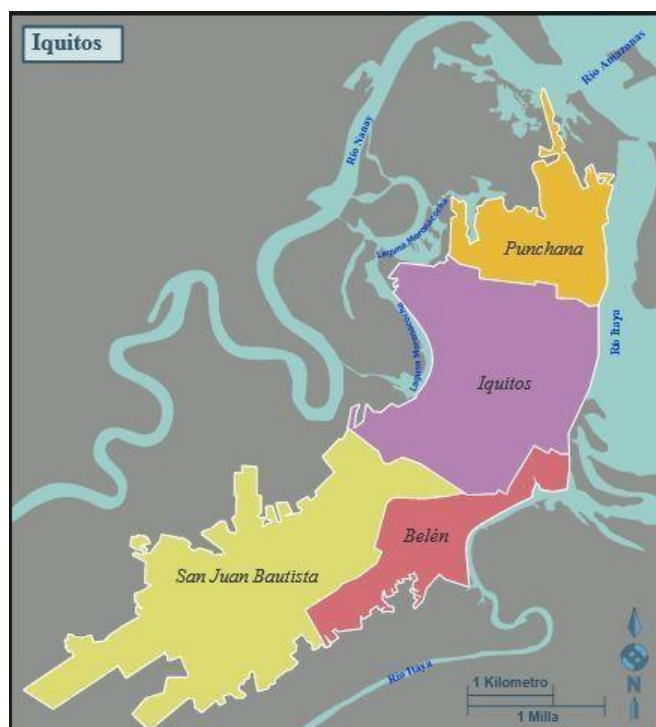 Iquitos
Río Amazonas
Río Nanay
Laguna Moronacocha
Punchana
Laguna Moronacocha
Río Itaya
Iquitos
Belén
San Juan Bautista
Río Itaya
N
1 Kilometro
1 Milla